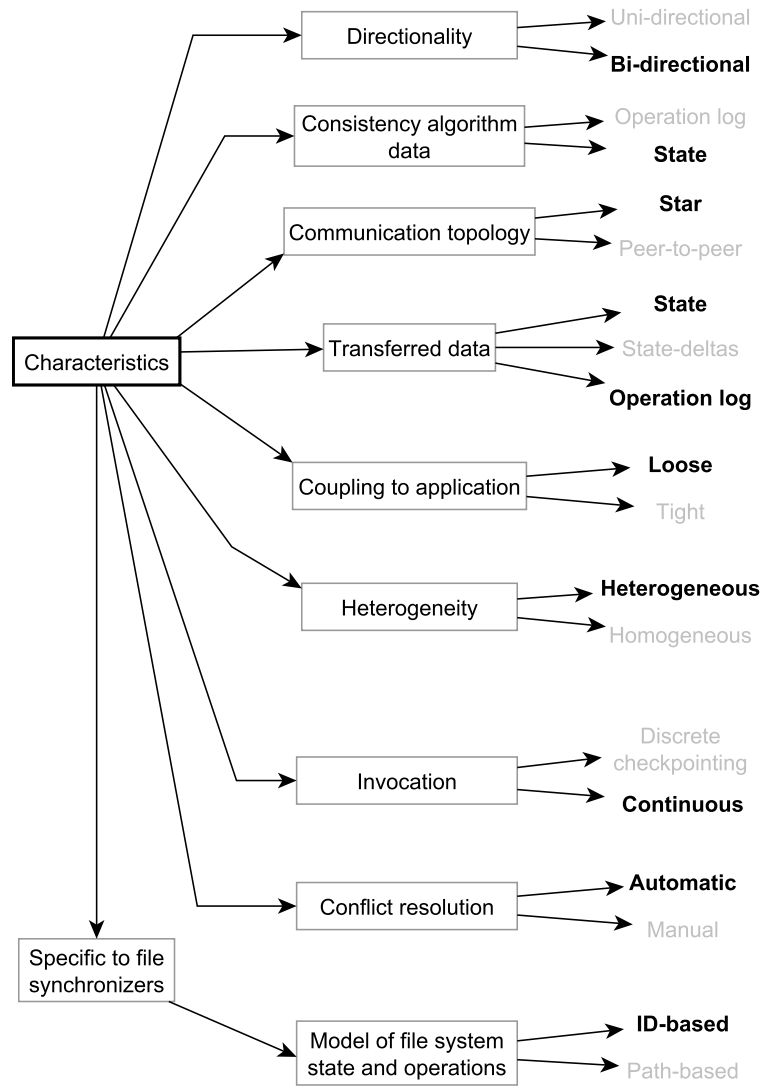 Directionality
Uni-directional
Bi-directional
Consistency algorithm
data
Operation log
State
Communication topology
Star
Peer-to-peer
Characteristics
Transferred data
State
State-deltas
Operation log
Coupling to application
Loose
Tight
Heterogeneity
Heterogeneous
Homogeneous
Invocation
Discrete
checkpointing
Continuous
Conflict resolution
Automatic
Manual
Specific to file
synchronizers
Model of file system
state and operations
ID-based
Path-based